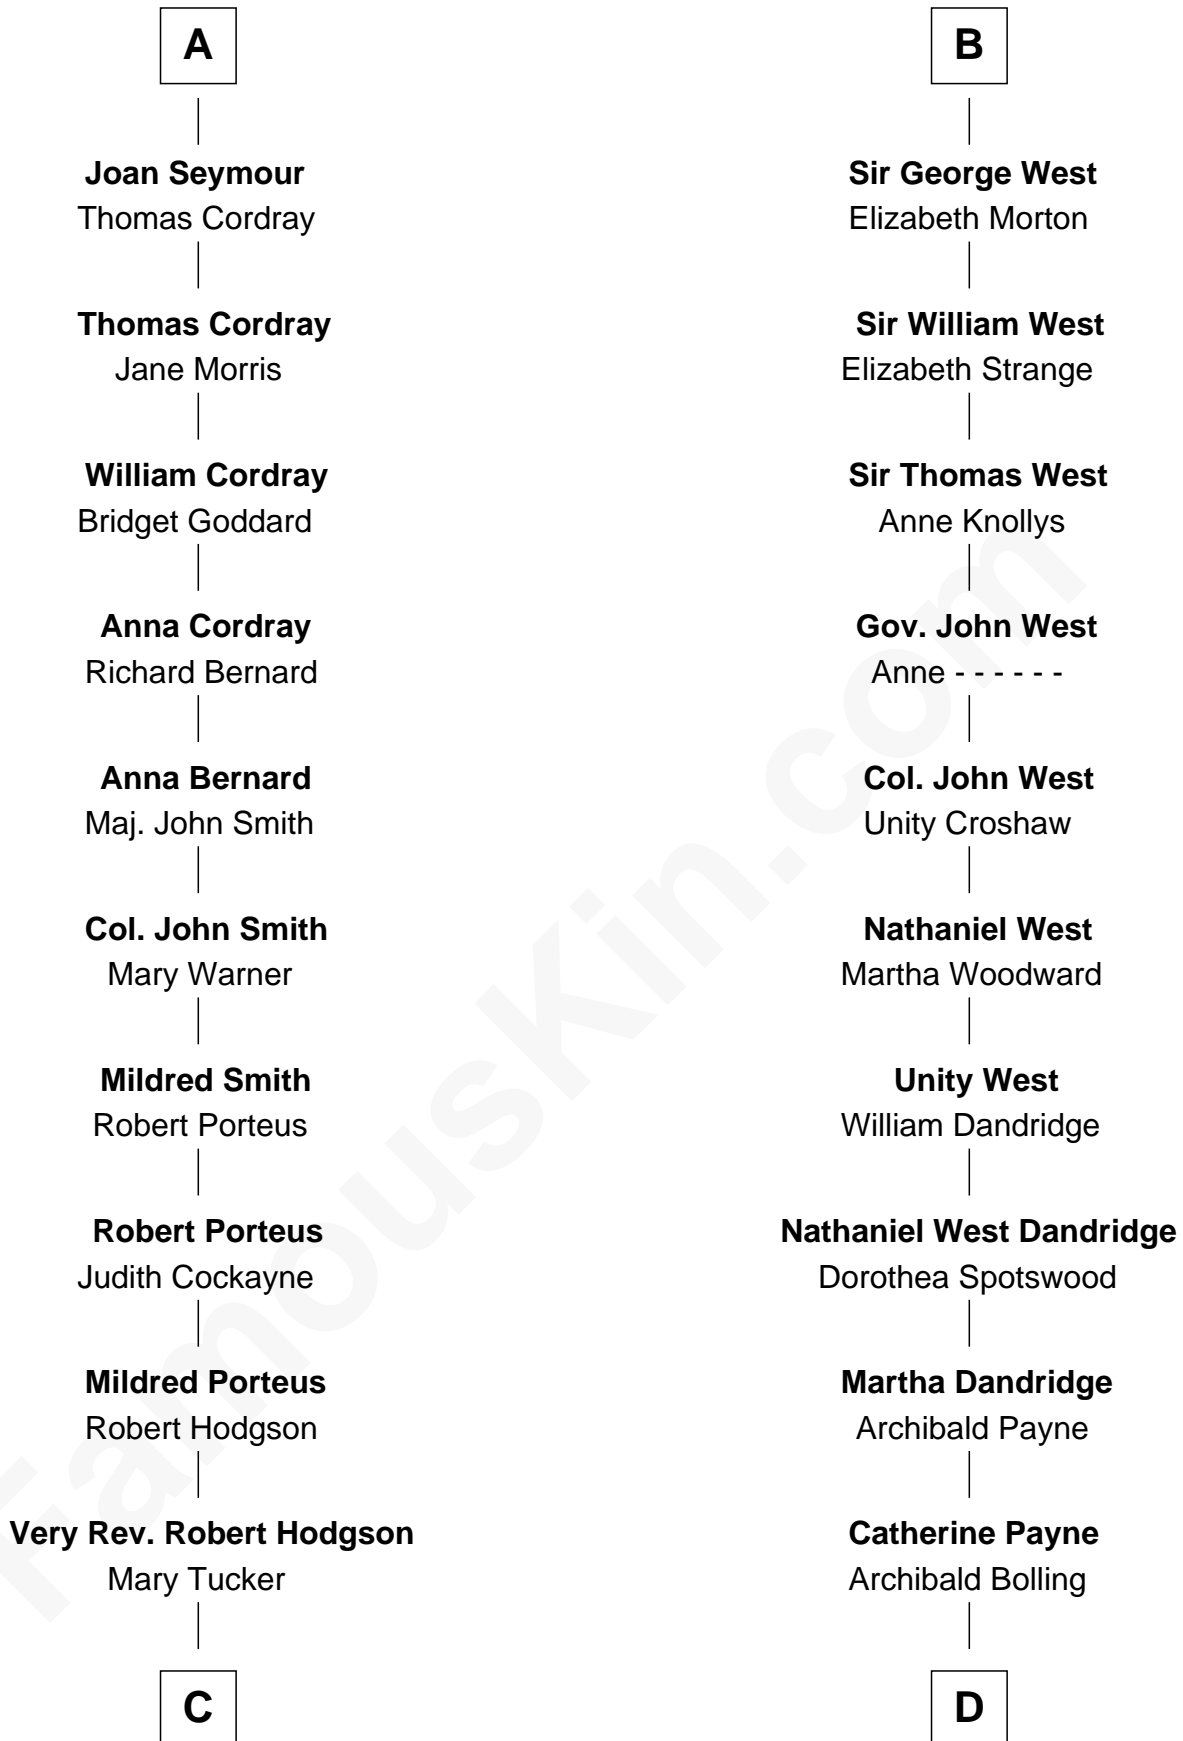 A
Joan Seymour
Thomas Cordray
Thomas Cordray
Jane Morris
William Cordray
Bridget Goddard
Anna Cordray
Richard Bernard
Anna Bernard
Maj. John Smith
Col. John Smith
Mary Warner
Mildred Smith
Robert Porteus
Robert Porteus
Judith Cockayne
Mildred Porteus
Robert Hodgson
Very Rev. Robert Hodgson
Mary Tucker
C
B
Sir George West
Elizabeth Morton
Sir William West
Elizabeth Strange
Sir Thomas West
Anne Knollys
Gov. John West
Anne - - - - - -
Col. John West
Unity Croshaw
Nathaniel West
Martha Woodward
Unity West
William Dandridge
Nathaniel West Dandridge
Dorothea Spotswood
Martha Dandridge
Archibald Payne
Catherine Payne
Archibald Bolling
D
FamousKin.com